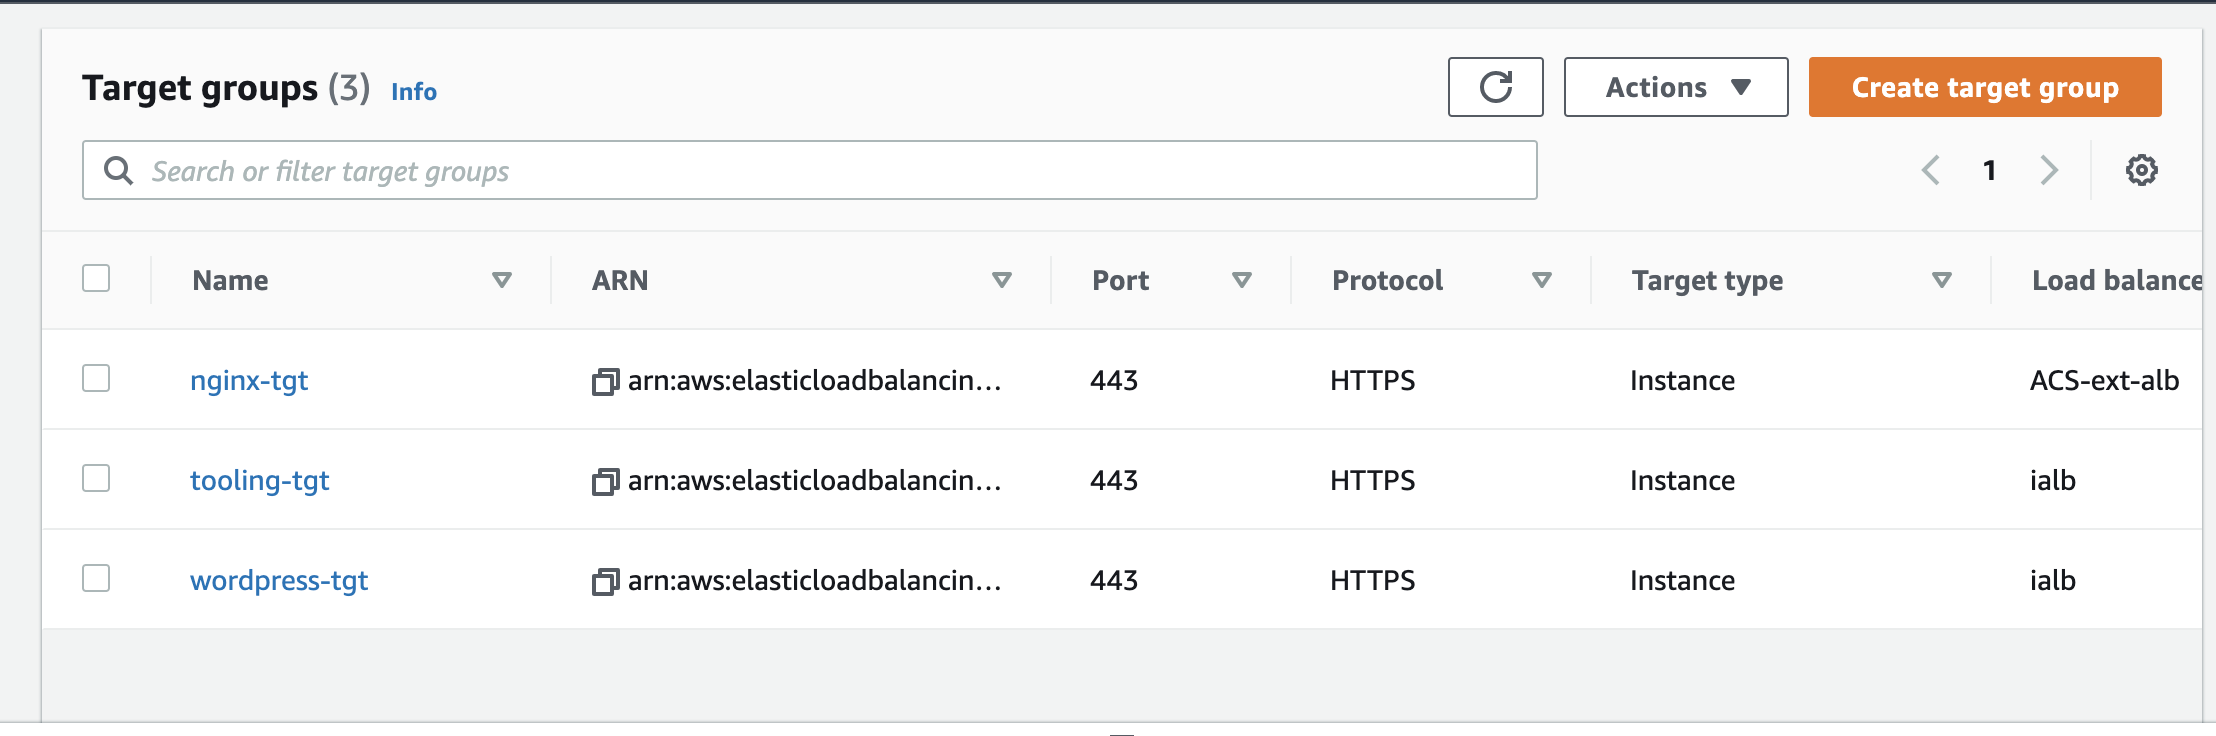 Target groups (3) Info
Actions
Create target group
Search or filter target groups
1
Name ARN Port Protocol Target type Load balance
nginx-tgt arn:aws:elasticloadbalancin... 443 HTTPS Instance ACS-ext-alb
tooling-tgt arn:aws:elasticloadbalancin... 443 HTTPS Instance ialb
wordpress-tgt arn:aws:elasticloadbalancin... 443 HTTPS Instance ialb